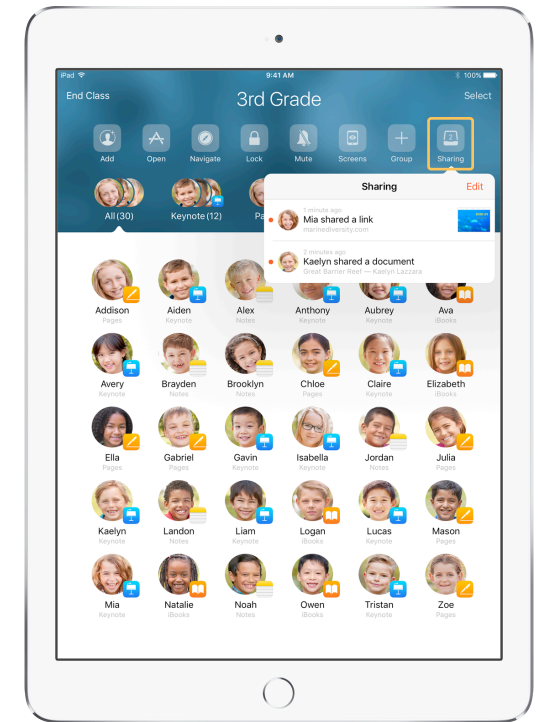 iPad 9:41 AM 100%
End Class 3rd Grade Select
Add Open Navigate Lock Mute Screens Group Sharing
Sharing Edit
All (30) Keynote (12) Pa
1 minute ago
Mia shared a link
marinediversity.com
2 minutes ago
Kaelyn shared a document
Great Barrier Reef — Kaelyn Lazzara
Addison Aiden Alex Anthony Aubrey Ava
Pages Keynote Notes Keynote Keynote iBooks
Avery Brayden Brooklyn Chloe Claire Elizabeth
Keynote Notes Notes Pages Keynote iBooks
Ella Gabriel Gavin Isabella Jordan Julia
Pages Pages Keynote Keynote Notes Pages
Kaelyn Landon Liam Logan Lucas Mason
Keynote Notes Keynote iBooks Keynote Pages
Mia Natalie Noah Owen Tristan Zoe
Keynote iBooks Notes iBooks Keynote Pages